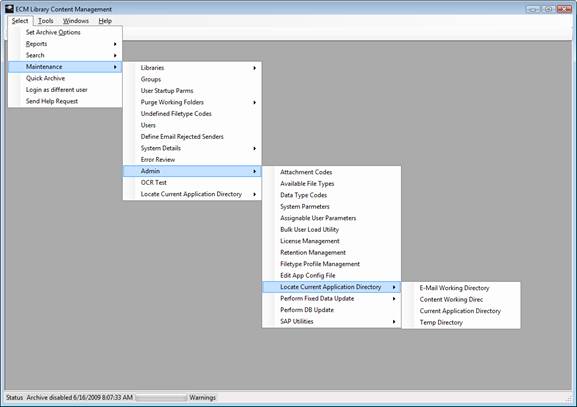 ECM Library Content Management
Select Tools Windows Help
Set Archive Options
Reports
Search
Maintenance
Quick Archive
Login as different user
Send Help Request
Libraries
Groups
User Startup Parms
Purge Working Folders
Undefined Filetype Codes
Users
Define Email Rejected Senders
System Details
Error Review
Admin
OCR Test
Locate Current Application Directory
Attachment Codes
Available File Types
Data Type Codes
System Parmeters
Assignable User Parameters
Bulk User Load Utility
License Management
Retention Management
Filetype Profile Management
Edit App Config File
Locate Current Application Directory
Perform Fixed Data Update
Perform DB Update
SAP Utilities
E-Mail Working Directory
Content Working Direc
Current Application Directory
Temp Directory
Status Archive disabled 6/16/2009 8:07:33 AM Warnings